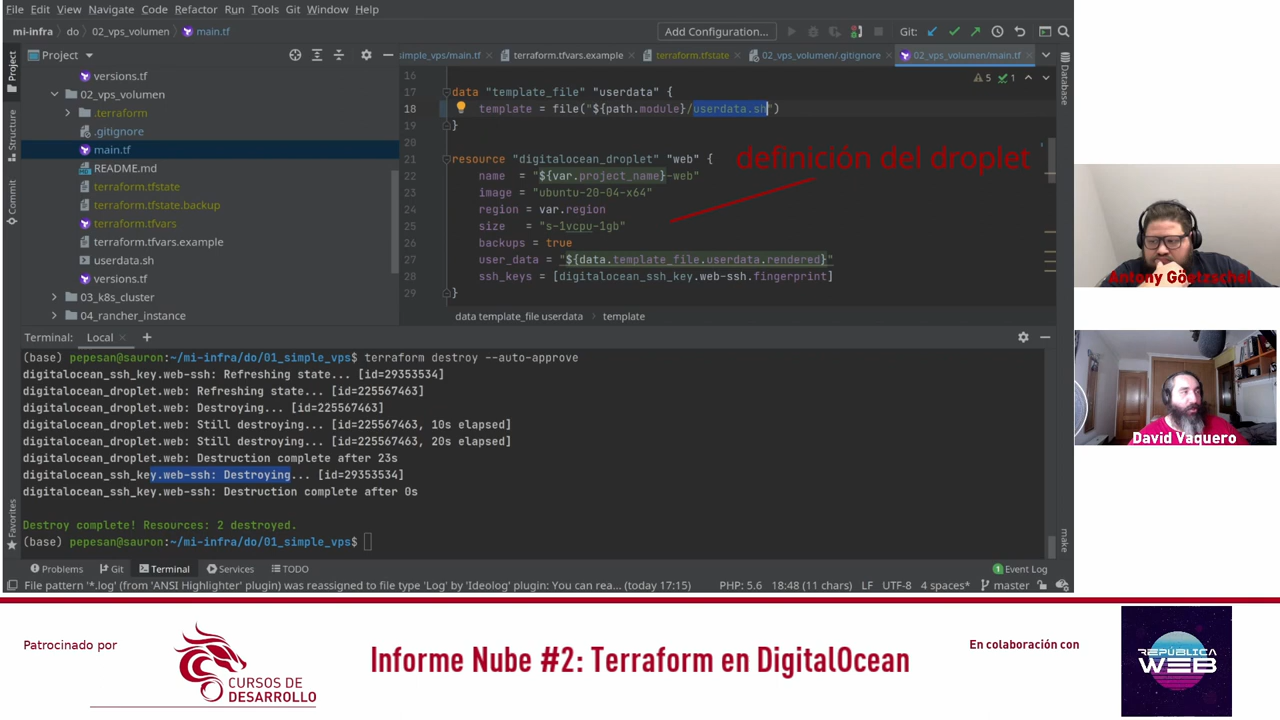 File Edit View Navigate Code Refactor Run Tools Git Window Help
mi-infra do 02_vps_volumen main.tf
Add Configuration... Git:
Project
simple_vps/main.tf terraform.tfvars.example terraform.tfstate 02_vps_volumen/.gitignore 02_vps_volumen/main.tf
Project
Structure
Commit
Favorites
Database
make
versions.tf
02_vps_volumen
.terraform
.gitignore
main.tf
README.md
terraform.tfstate
terraform.tfstate.backup
terraform.tfvars
terraform.tfvars.example
userdata.sh
versions.tf
03_k8s_cluster
04_rancher_instance
5 1
16
17 data "template_file" "userdata" {
18 template = file("${path.module}/userdata.sh")
19 }
20
21 resource "digitalocean_droplet" "web" {
22 name = "${var.project_name}-web"
23 image = "ubuntu-20-04-x64"
24 region = var.region
25 size = "s-1vcpu-1gb"
26 backups = true
27 user_data = "${data.template_file.userdata.rendered}"
28 ssh_keys = [digitalocean_ssh_key.web-ssh.fingerprint]
29 }
definición del droplet
data template_file userdata template
Terminal: Local +
(base) pepesan@sauron:~/mi-infra/do/01_simple_vps$ terraform destroy --auto-approve
digitalocean_ssh_key.web-ssh: Refreshing state... [id=29353534]
digitalocean_droplet.web: Refreshing state... [id=225567463]
digitalocean_droplet.web: Destroying... [id=225567463]
digitalocean_droplet.web: Still destroying... [id=225567463, 10s elapsed]
digitalocean_droplet.web: Still destroying... [id=225567463, 20s elapsed]
digitalocean_droplet.web: Destruction complete after 23s
digitalocean_ssh_key.web-ssh: Destroying... [id=29353534]
digitalocean_ssh_key.web-ssh: Destruction complete after 0s
Destroy complete! Resources: 2 destroyed.
(base) pepesan@sauron:~/mi-infra/do/01_simple_vps$
Problems Git Terminal Services TODO 1 Event Log
File pattern '*.log' (from 'ANSI Highlighter' plugin) was reassigned to file type 'Log' by 'Ideolog' plugin: You can rea... (today 17:15) PHP: 5.6 18:48 (11 chars) LF UTF-8 4 spaces* master
Antony Göetzschel
David Vaquero
Patrocinado por
CURSOS DE
DESARROLLO
Informe Nube #2: Terraform en DigitalOcean
En colaboración con
REPÚBLICA
WEB